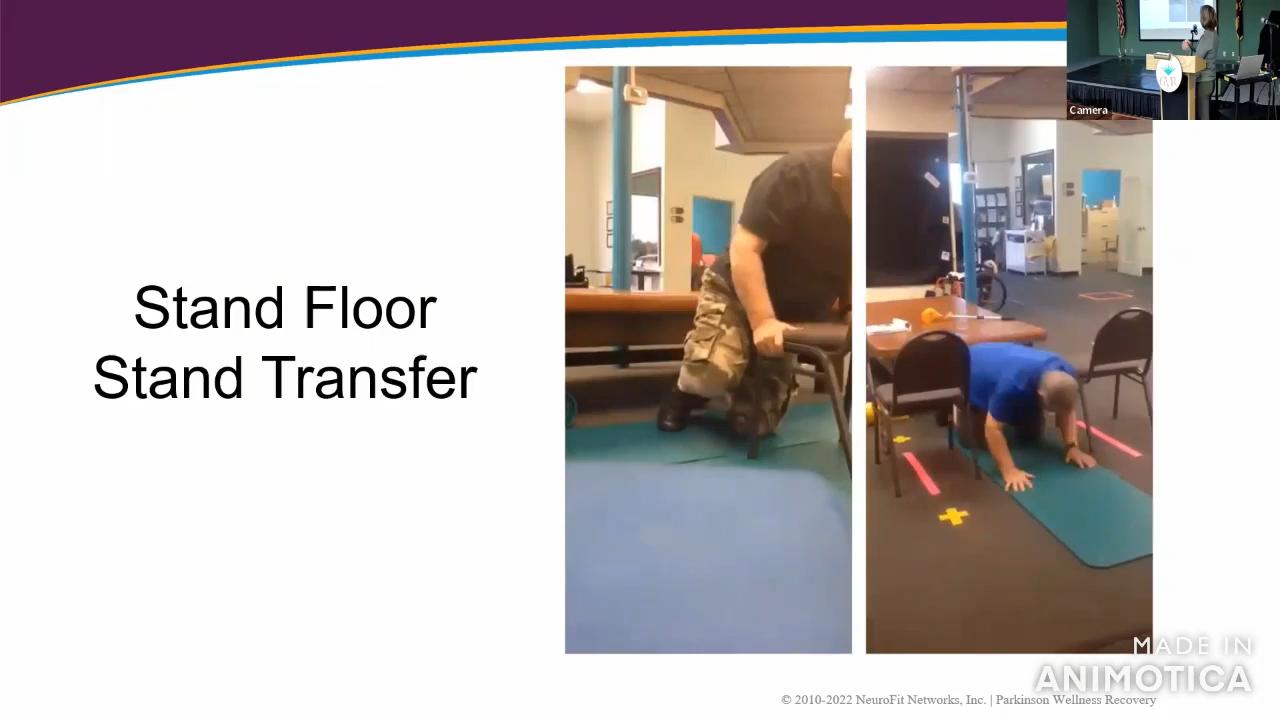 Camera
Stand Floor
Stand Transfer
MADE IN
ANIMOTICA
© 2010-2022 NeuroFit Networks, Inc. | Parkinson Wellness Recovery